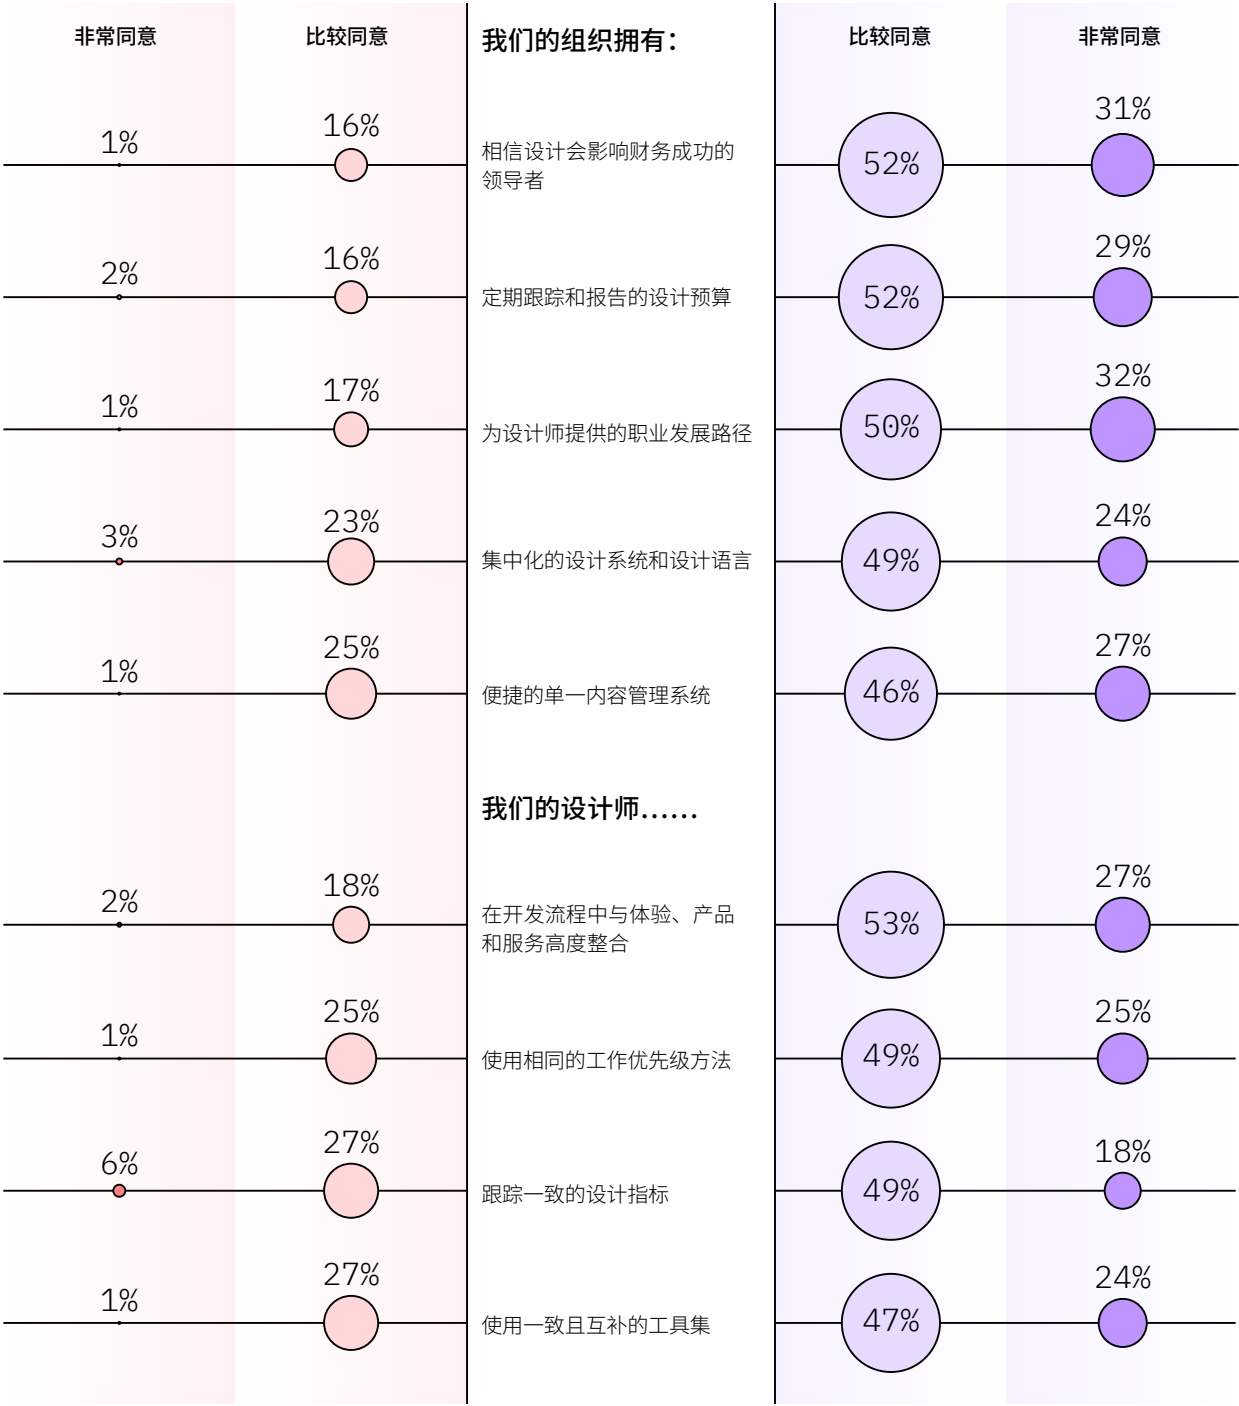 非常同意 比较同意 我们的组织拥有： 比较同意 非常同意
1% 16% 相信设计会影响财务成功的 52% 31%
领导者
2% 16% 定期跟踪和报告的设计预算 52% 29%
1% 17% 为设计师提供的职业发展路径 50% 32%
3% 23% 集中化的设计系统和设计语言 49% 24%
1% 25% 便捷的单一内容管理系统 46% 27%
我们的设计师……
2% 18% 在开发流程中与体验、产品 53% 27%
和服务高度整合
1% 25% 使用相同的工作优先级方法 49% 25%
6% 27% 跟踪一致的设计指标 49% 18%
1% 27% 使用一致且互补的工具集 47% 24%